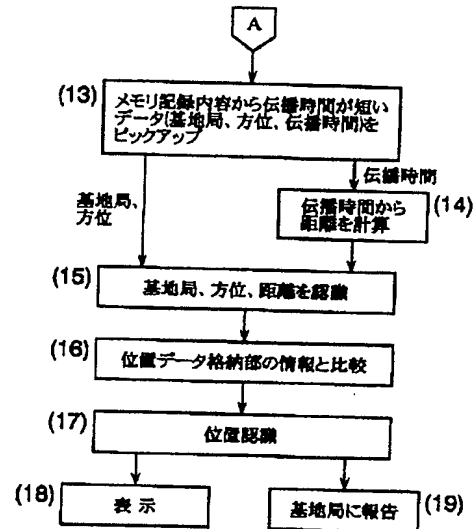 A
(13)
メモリ記録内容から伝播時間が短い
データ(基地局、方位、伝播時間)を
ピックアップ
伝播時間
基地局、
方位
(14)
伝播時間から
距離を計算
(15)
基地局、方位、距離を認識
(16)
位置データ格納部の情報と比較
(17)
位置認識
(18)
表示
基地局に報告
(19)